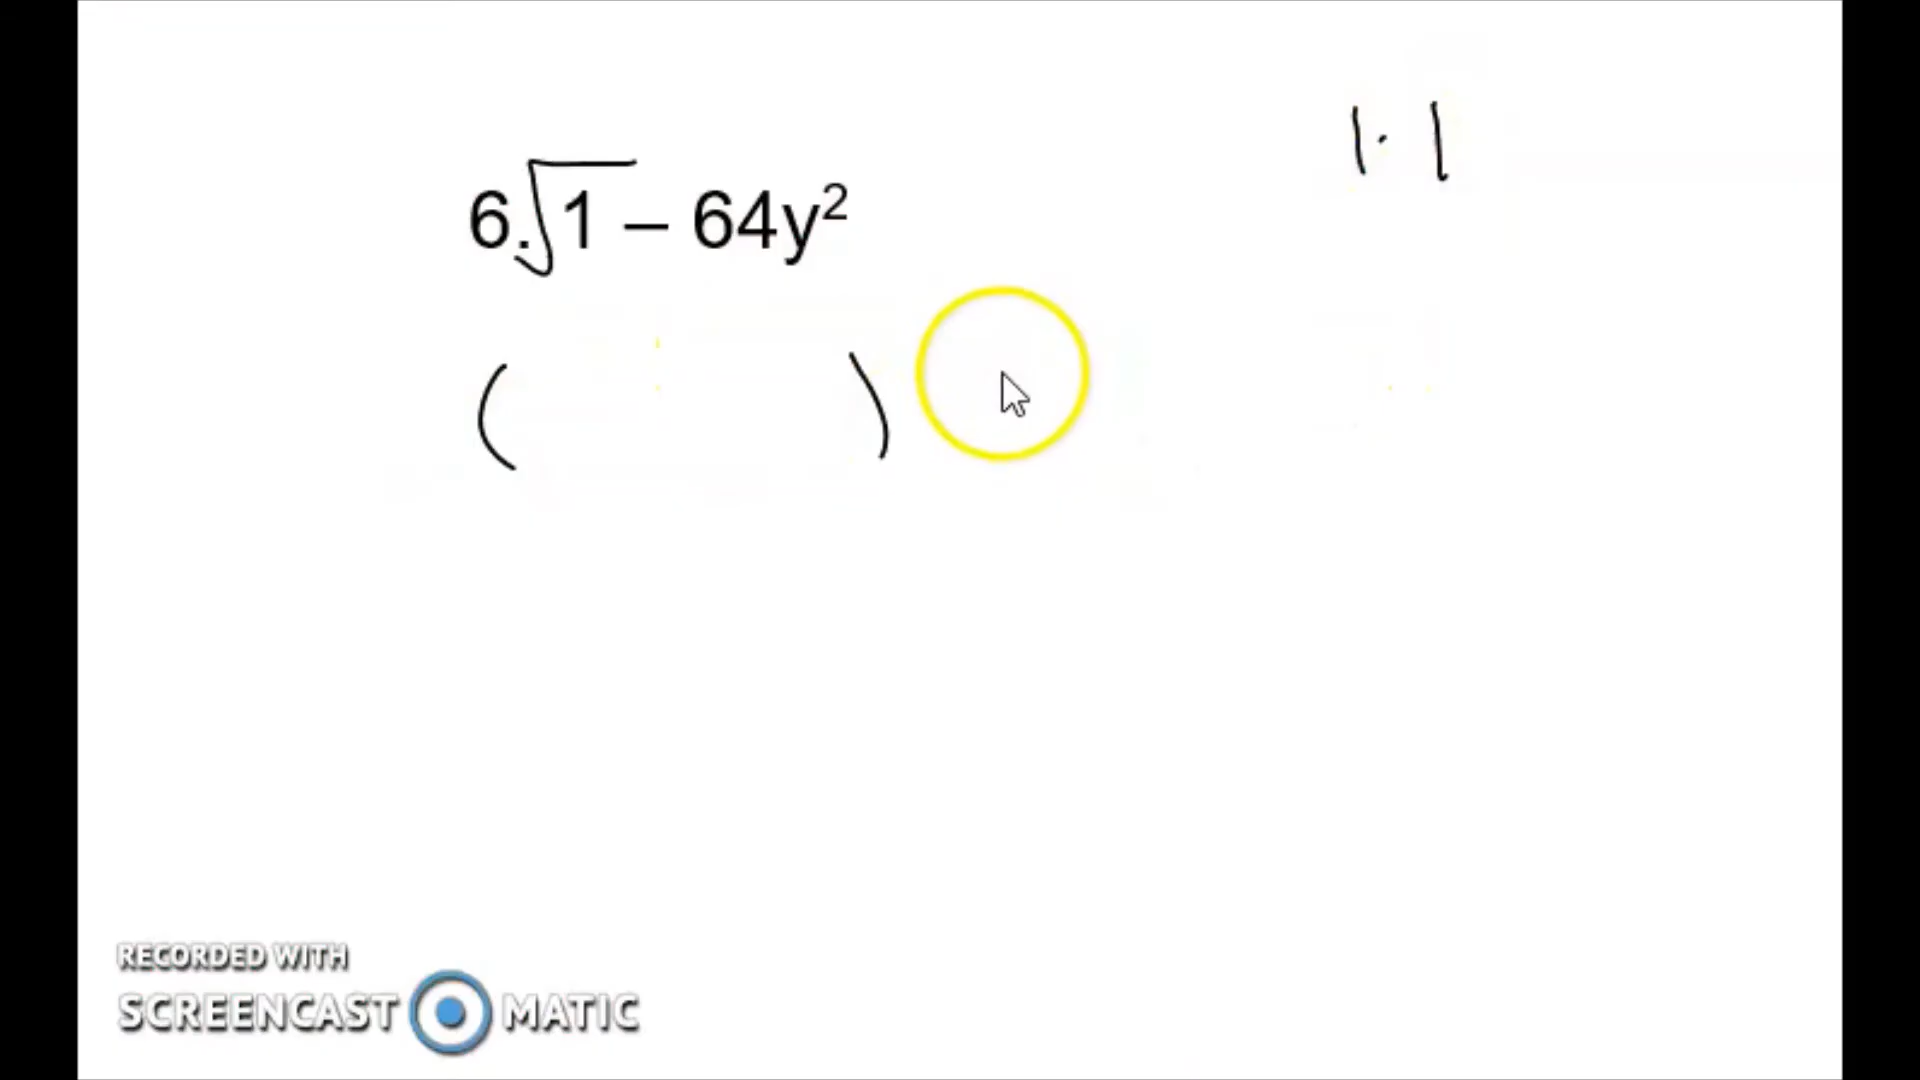 1·1
6. √1 – 64y²
( )
RECORDED WITH
SCREENCAST MATIC